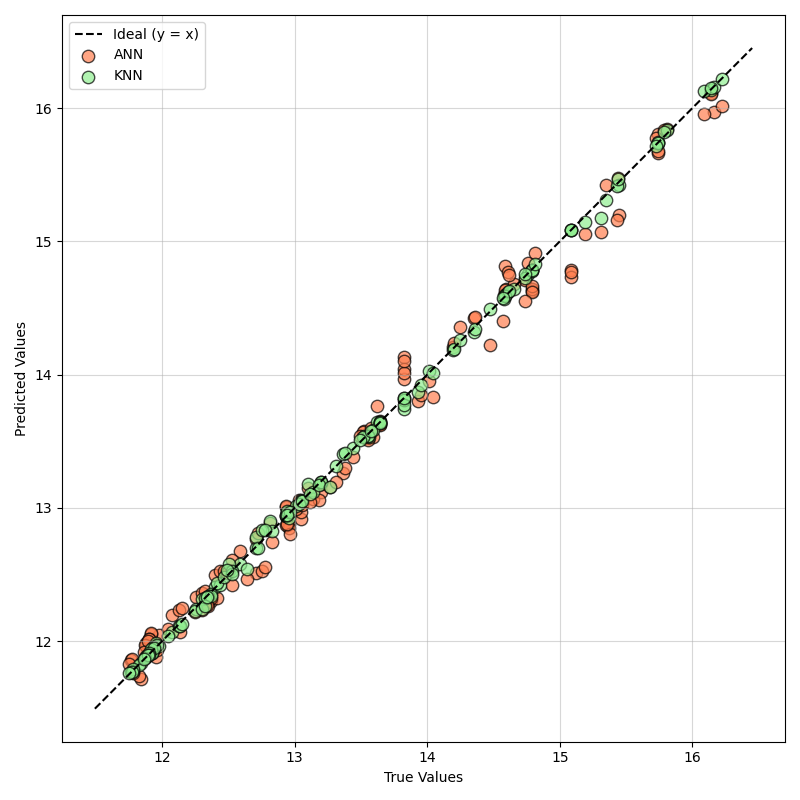 Ideal (y = x)
ANN
KNN
16
15
14
13
12
Predicted Values
12 13 14 15 16
True Values